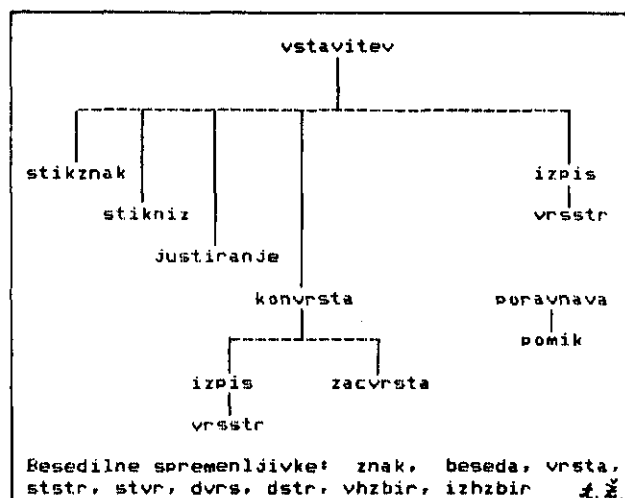 vstavitev
stikznak
izpis
stikniz
vrsstr
justiranje
konvrsta
poravnava
pomik
izpis zacvrsta
vrsstr
Besedilne spremenljivke: znak, beseda, vrsta,
ststr, stvr, dvrs, dstr, vhzbir, izhzbir